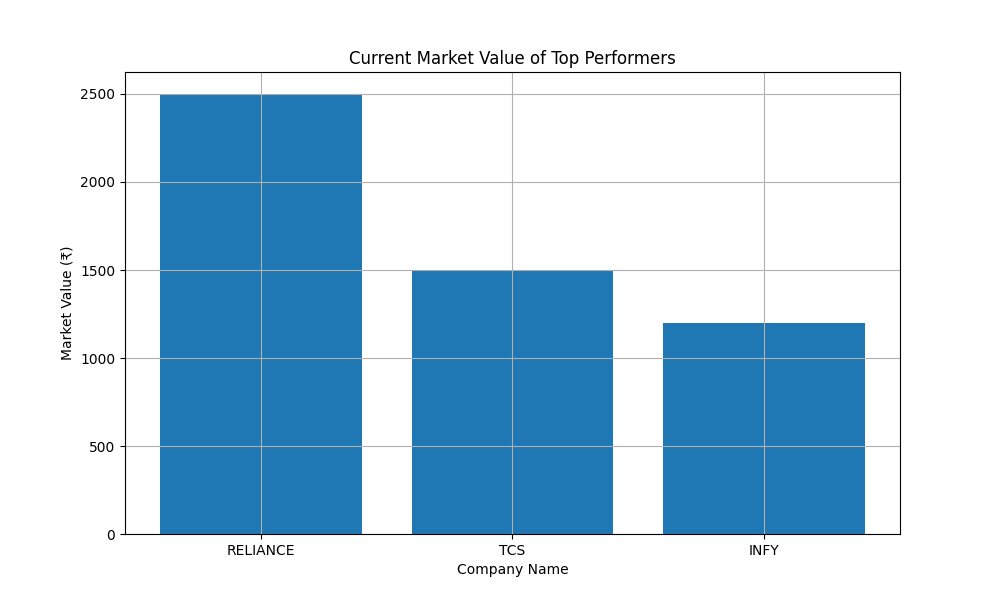 Current Market Value of Top Performers
2500
2000
1500
1000
500
0
Market Value (₹)
RELIANCE TCS INFY
Company Name